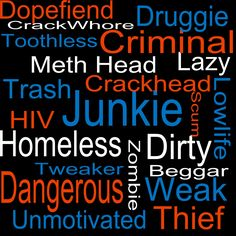 Dopefiend
Druggie
CrackWhore
Toothless
Criminal
Meth Head
Lazy
Trash
Crackhead
Lowlife
Scum
HIV
Junkie
Homeless
Zombie
Dirty
Tweaker
Beggar
Dangerous
Weak
Unmotivated
Thief